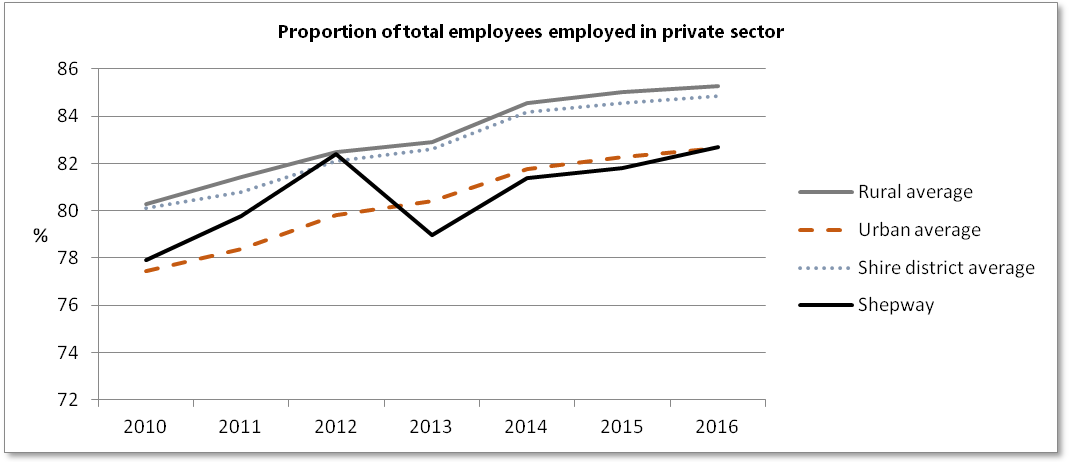 Proportion of total employees employed in private sector
86
84
82
80
78
76
74
72
%
2010 2011 2012 2013 2014 2015 2016
Rural average
Urban average
Shire district average
Shepway